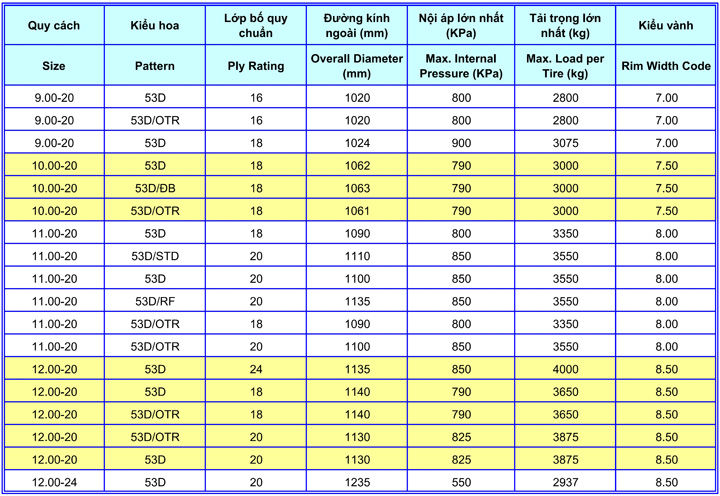 Quy cách Kiểu hoa Lớp bố quy chuẩn Đường kính ngoài (mm) Nội áp lớn nhất (KPa) Tải trọng lớn nhất (kg) Kiểu vành
Size Pattern Ply Rating Overall Diameter (mm) Max. Internal Pressure (KPa) Max. Load per Tire (kg) Rim Width Code
9.00-20 53D 16 1020 800 2800 7.00
9.00-20 53D/OTR 16 1020 800 2800 7.00
9.00-20 53D 18 1024 900 3075 7.00
10.00-20 53D 18 1062 790 3000 7.50
10.00-20 53D/ĐB 18 1063 790 3000 7.50
10.00-20 53D/OTR 18 1061 790 3000 7.50
11.00-20 53D 18 1090 800 3350 8.00
11.00-20 53D/STD 20 1110 850 3550 8.00
11.00-20 53D 20 1100 850 3550 8.00
11.00-20 53D/RF 20 1135 850 3550 8.00
11.00-20 53D/OTR 18 1090 800 3350 8.00
11.00-20 53D/OTR 20 1100 850 3550 8.00
12.00-20 53D 24 1135 850 4000 8.50
12.00-20 53D 18 1140 790 3650 8.50
12.00-20 53D/OTR 18 1140 790 3650 8.50
12.00-20 53D/OTR 20 1130 825 3875 8.50
12.00-20 53D 20 1130 825 3875 8.50
12.00-24 53D 20 1235 550 2937 8.50